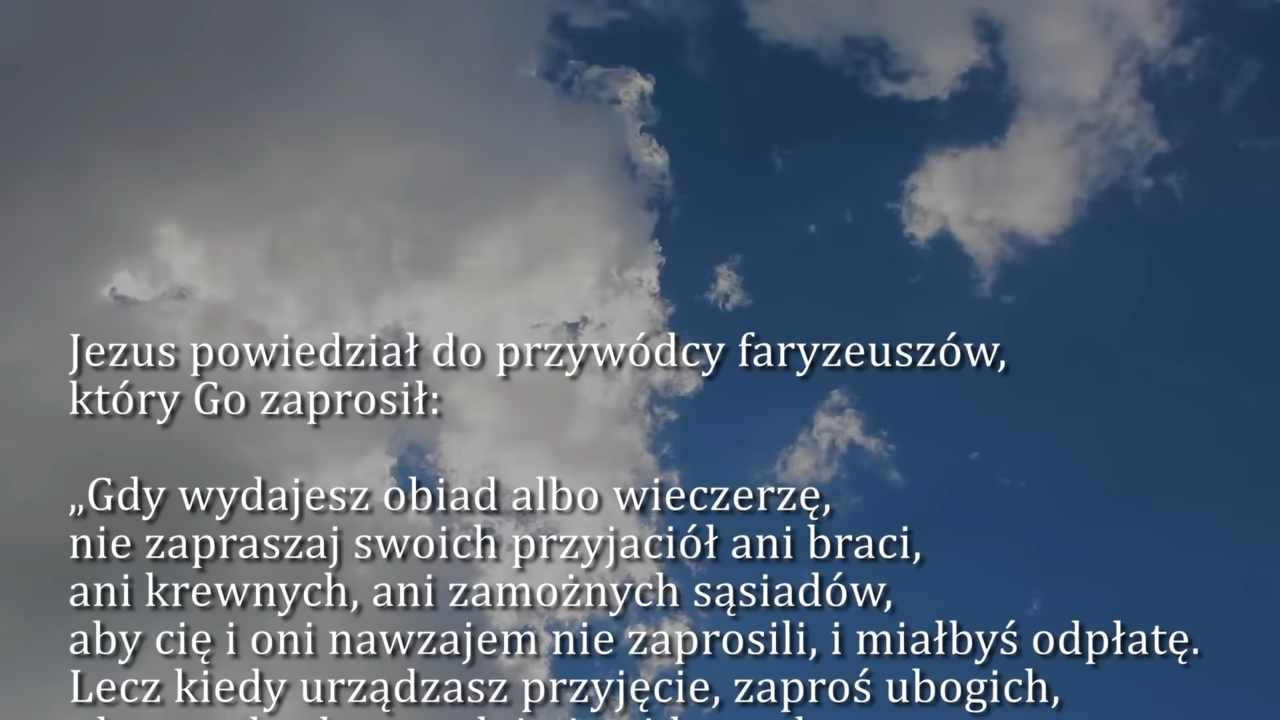 Jezus powiedział do przywódcy faryzeuszów,
który Go zaprosił:
„Gdy wydajesz obiad albo wieczerzę,
nie zapraszaj swoich przyjaciół ani braci,
ani krewnych, ani zamożnych sąsiadów,
aby cię i oni nawzajem nie zaprosili, i miałbyś odpłatę.
Lecz kiedy urządzasz przyjęcie, zaproś ubogich,